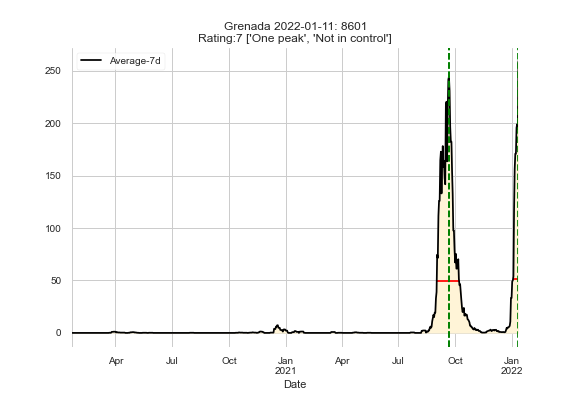 Grenada 2022-01-11: 8601
Rating:7 ['One peak', 'Not in control']
Average-7d
250
200
150
100
50
0
Apr Jul Oct Jan Apr Jul Oct Jan
2021 2022
Date